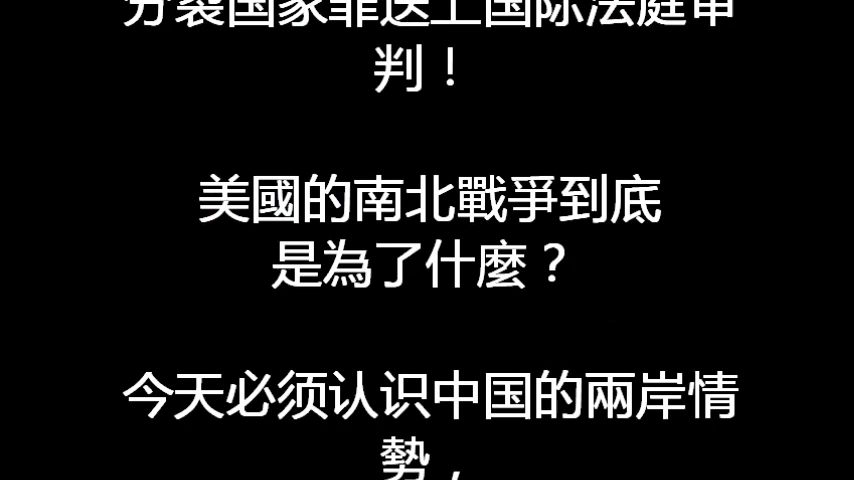 分裂国家罪送上国际法庭审
判！
美國的南北戰爭到底
是為了什麼？
今天必须认识中国的兩岸情
勢，